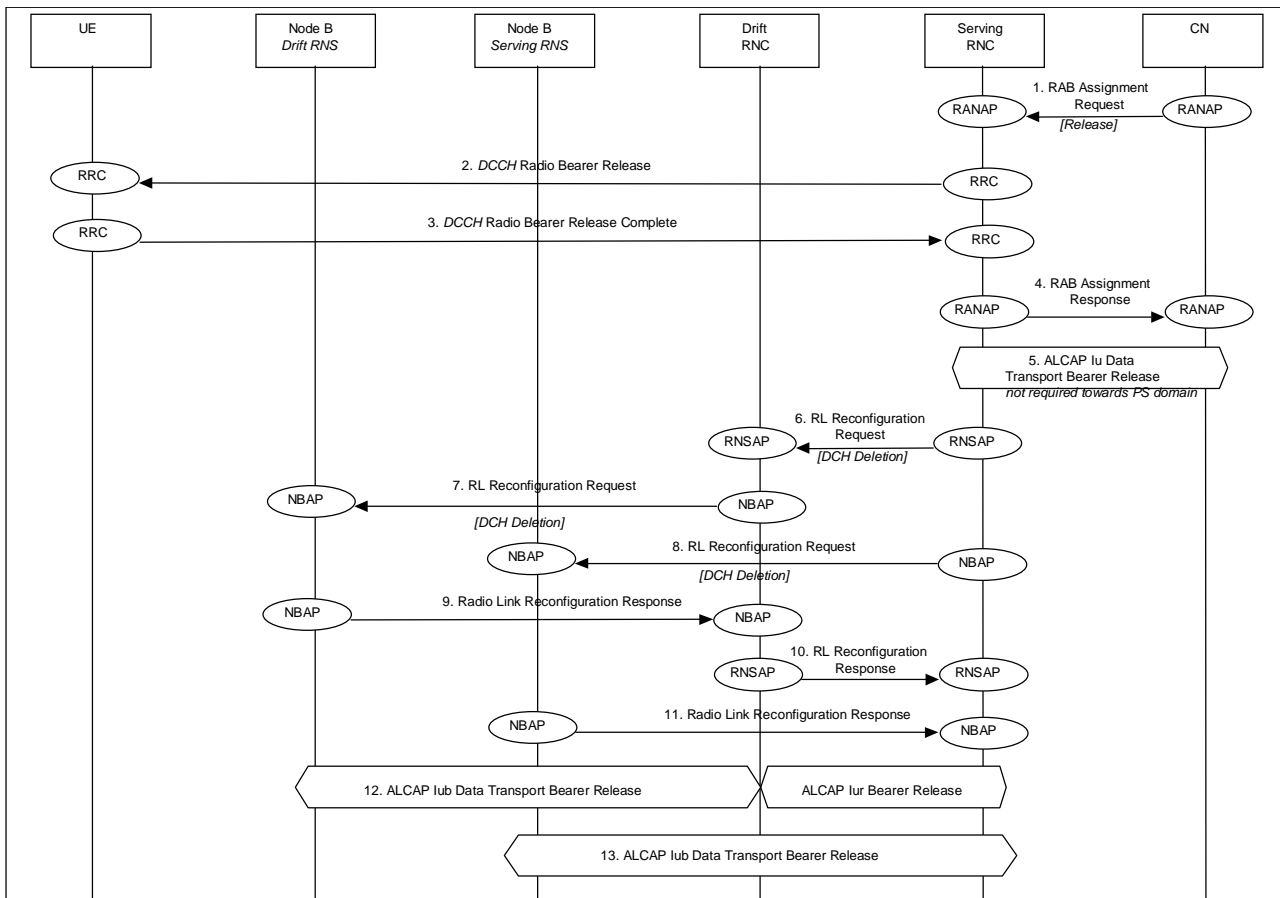 UE
Node B
Drift RNS
Node B
Serving RNS
Drift
RNC
Serving
RNC
CN
1. RAB Assignment
Request
[Release]
RANAP
RANAP
2. DCCH Radio Bearer Release
RRC
RRC
3. DCCH Radio Bearer Release Complete
RRC
RRC
4. RAB Assignment
Response
RANAP
RANAP
5. ALCAP Iu Data
Transport Bearer Release
not required towards PS domain
6. RL Reconfiguration
Request
[DCH Deletion]
RNSAP
RNSAP
7. RL Reconfiguration Request
[DCH Deletion]
NBAP
NBAP
8. RL Reconfiguration Request
[DCH Deletion]
NBAP
NBAP
9. Radio Link Reconfiguration Response
NBAP
NBAP
10. RL Reconfiguration
Response
RNSAP
RNSAP
11. Radio Link Reconfiguration Response
NBAP
NBAP
12. ALCAP Iub Data Transport Bearer Release
ALCAP Iur Bearer Release
13. ALCAP Iub Data Transport Bearer Release